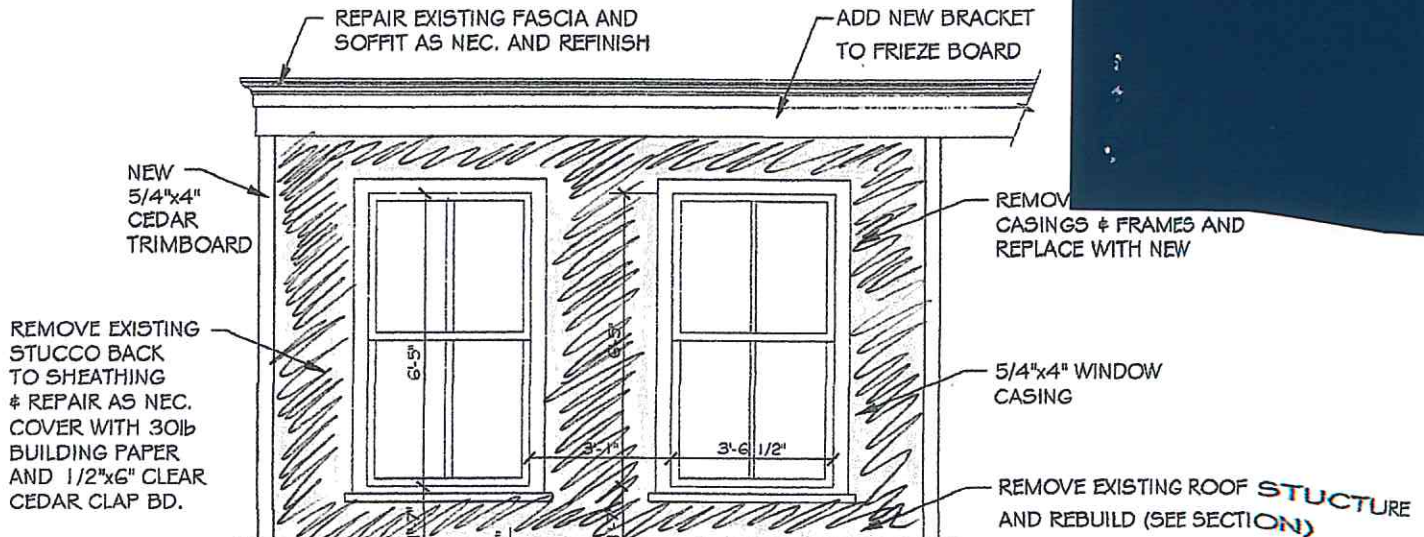 REPAIR EXISTING FASCIA AND
SOFFIT AS NEC. AND REFINISH
ADD NEW BRACKET
TO FRIEZE BOARD
NEW
5/4"x4"
CEDAR
TRIMBOARD
REMOV
CASINGS & FRAMES AND
REPLACE WITH NEW
REMOVE EXISTING
STUCCO BACK
TO SHEATHING
& REPAIR AS NEC.
COVER WITH 30lb
BUILDING PAPER
AND 1/2"x6" CLEAR
CEDAR CLAP BD.
6'-5"
6'-5"
5/4"x4" WINDOW
CASING
3'-1"
3'-6 1/2"
REMOVE EXISTING ROOF STUCTURE
AND REBUILD (SEE SECTION)